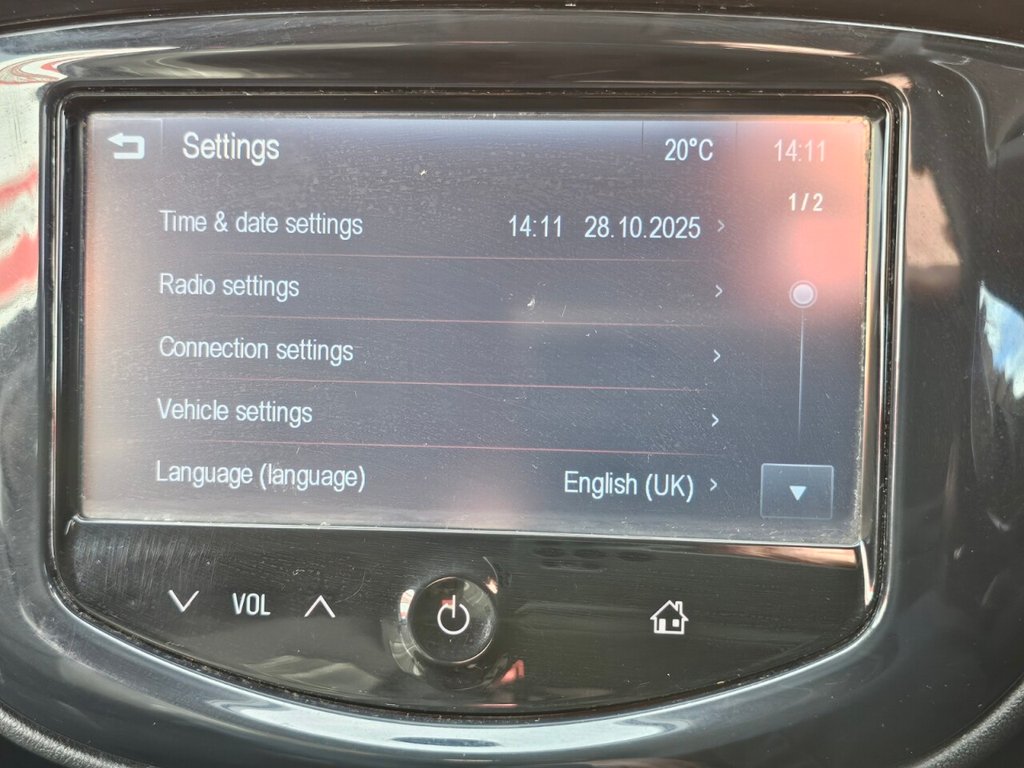 Settings 20°C 14:11
1/2
Time & date settings 14:11 28.10.2025
Radio settings
Connection settings
Vehicle settings
Language (language) English (UK)
VOL